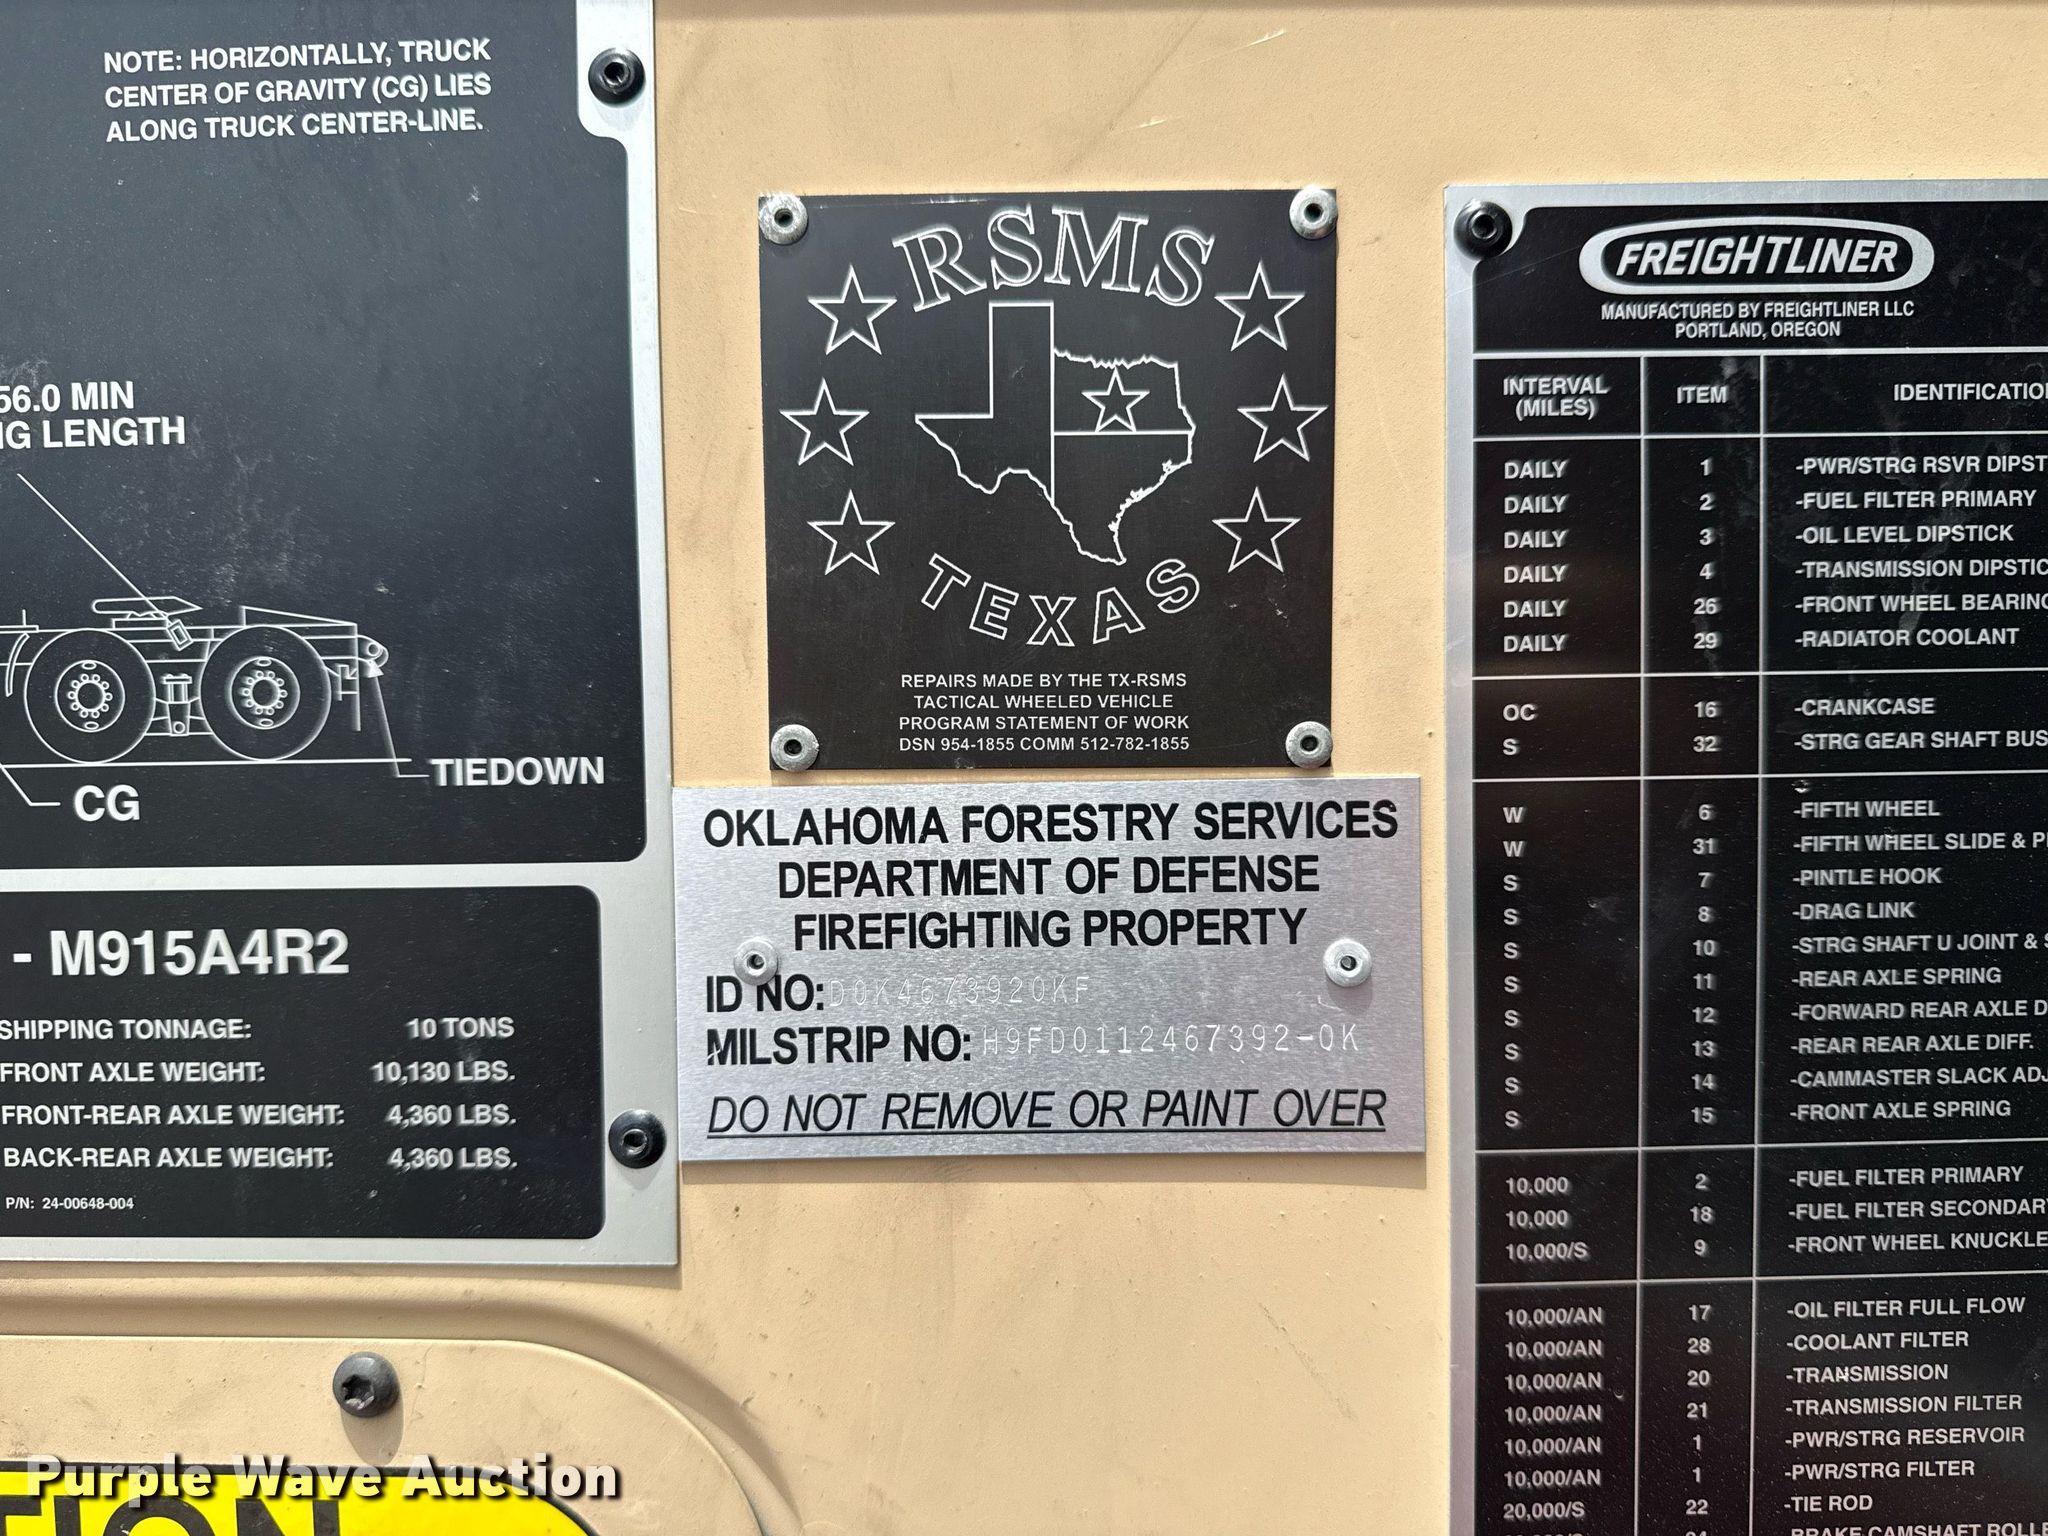 NOTE: HORIZONTALLY, TRUCK
CENTER OF GRAVITY (CG) LIES
ALONG TRUCK CENTER-LINE.
56.0 MIN
LENGTH
TIEDOWN
CG
- M915A4R2
SHIPPING TONNAGE: 10 TONS
FRONT AXLE WEIGHT: 10,130 LBS.
FRONT-REAR AXLE WEIGHT: 4,360 LBS.
BACK-REAR AXLE WEIGHT: 4,360 LBS.
P/N: 24-00648-004
RSMS
TEXAS
REPAIRS MADE BY THE TX-RSMS
TACTICAL WHEELED VEHICLE
PROGRAM STATEMENT OF WORK
DSN 954-1855 COMM 512-782-1855
OKLAHOMA FORESTRY SERVICES
DEPARTMENT OF DEFENSE
FIREFIGHTING PROPERTY
ID NO: DOK4673920KF
MILSTRIP NO: H9FD0112467392-OK
DO NOT REMOVE OR PAINT OVER
FREIGHTLINER
MANUFACTURED BY FREIGHTLINER LLC
PORTLAND, OREGON
INTERVAL (MILES) ITEM IDENTIFICATIO
DAILY 1 -PWR/STRG RSVR DIPST
DAILY 2 -FUEL FILTER PRIMARY
DAILY 3 -OIL LEVEL DIPSTICK
DAILY 4 -TRANSMISSION DIPSTIC
DAILY 26 -FRONT WHEEL BEARING
DAILY 29 -RADIATOR COOLANT
OC 16 -CRANKCASE
S 32 -STRG GEAR SHAFT BUS
W 6 -FIFTH WHEEL
W 31 -FIFTH WHEEL SLIDE & P
S 7 -PINTLE HOOK
S 8 -DRAG LINK
S 10 -STRG SHAFT U JOINT & S
S 11 -REAR AXLE SPRING
S 12 -FORWARD REAR AXLE D
S 13 -REAR REAR AXLE DIFF.
S 14 -CAMMASTER SLACK ADJ
S 15 -FRONT AXLE SPRING
10,000 2 -FUEL FILTER PRIMARY
10,000 18 -FUEL FILTER SECONDARY
10,000/S 9 -FRONT WHEEL KNUCKLE
10,000/AN 17 -OIL FILTER FULL FLOW
10,000/AN 28 -COOLANT FILTER
10,000/AN 20 -TRANSMISSION
10,000/AN 21 -TRANSMISSION FILTER
10,000/AN 1 -PWR/STRG RESERVOIR
10,000/AN 1 -PWR/STRG FILTER
20,000/S 22 -TIE ROD
-BRAKE CAMSHAFT ROLLE
Purple Wave Auction
TION